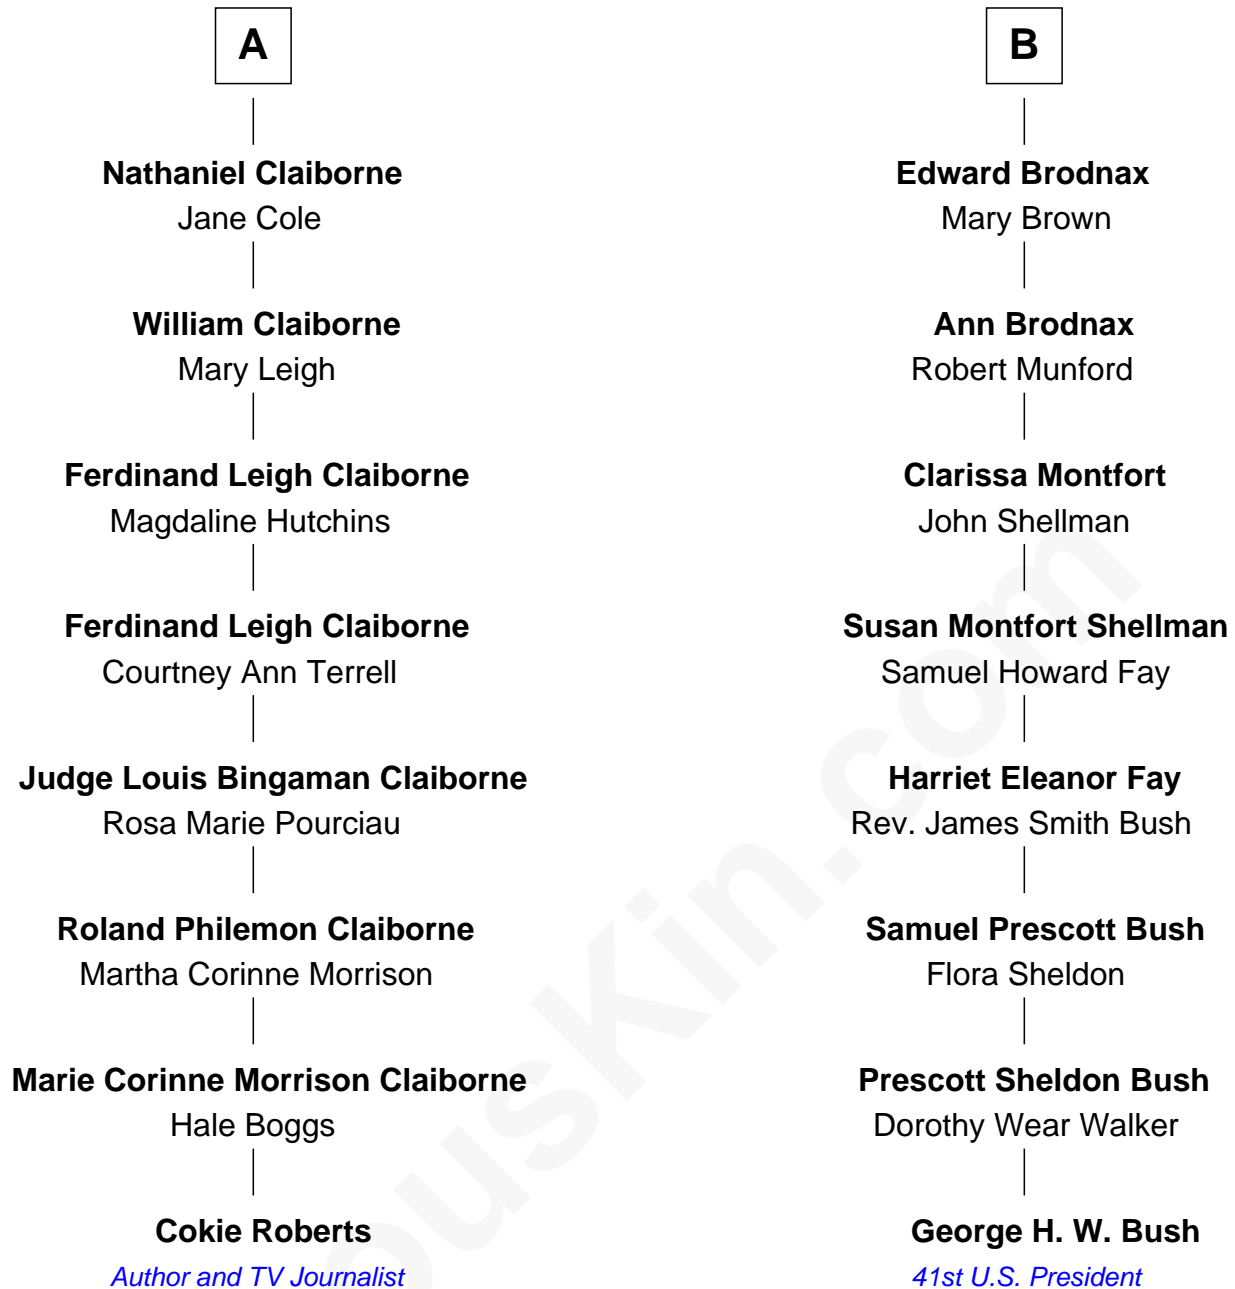 A
Nathaniel Claiborne
Jane Cole
William Claiborne
Mary Leigh
Ferdinand Leigh Claiborne
Magdaline Hutchins
Ferdinand Leigh Claiborne
Courtney Ann Terrell
Judge Louis Bingaman Claiborne
Rosa Marie Pourciau
Roland Philemon Claiborne
Martha Corinne Morrison
Marie Corinne Morrison Claiborne
Hale Boggs
Cokie Roberts
Author and TV Journalist
B
Edward Brodnax
Mary Brown
Ann Brodnax
Robert Munford
Clarissa Montfort
John Shellman
Susan Montfort Shellman
Samuel Howard Fay
Harriet Eleanor Fay
Rev. James Smith Bush
Samuel Prescott Bush
Flora Sheldon
Prescott Sheldon Bush
Dorothy Wear Walker
George H. W. Bush
41st U.S. President
ousKin.com